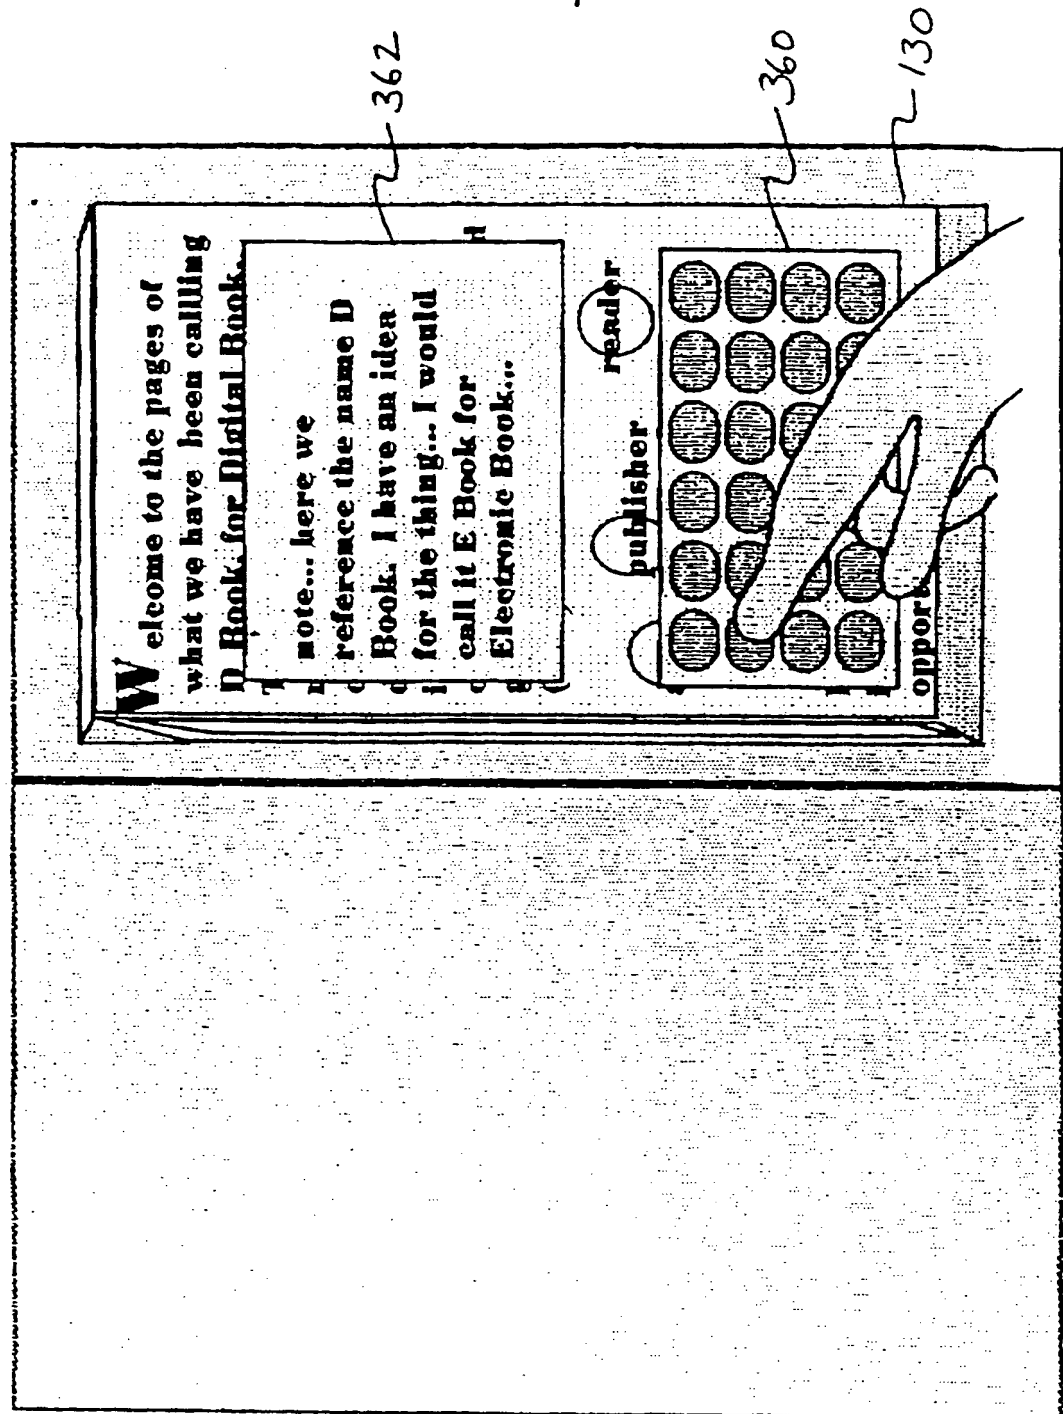 Welcome to the pages of
what we have been callling
D Book, for Digital Book.
note... here we
reference the name D
Book. I have an idea
for the thing... I would
call it E Book for
Electronic Book...
publisher
reader
opport
362
360
130